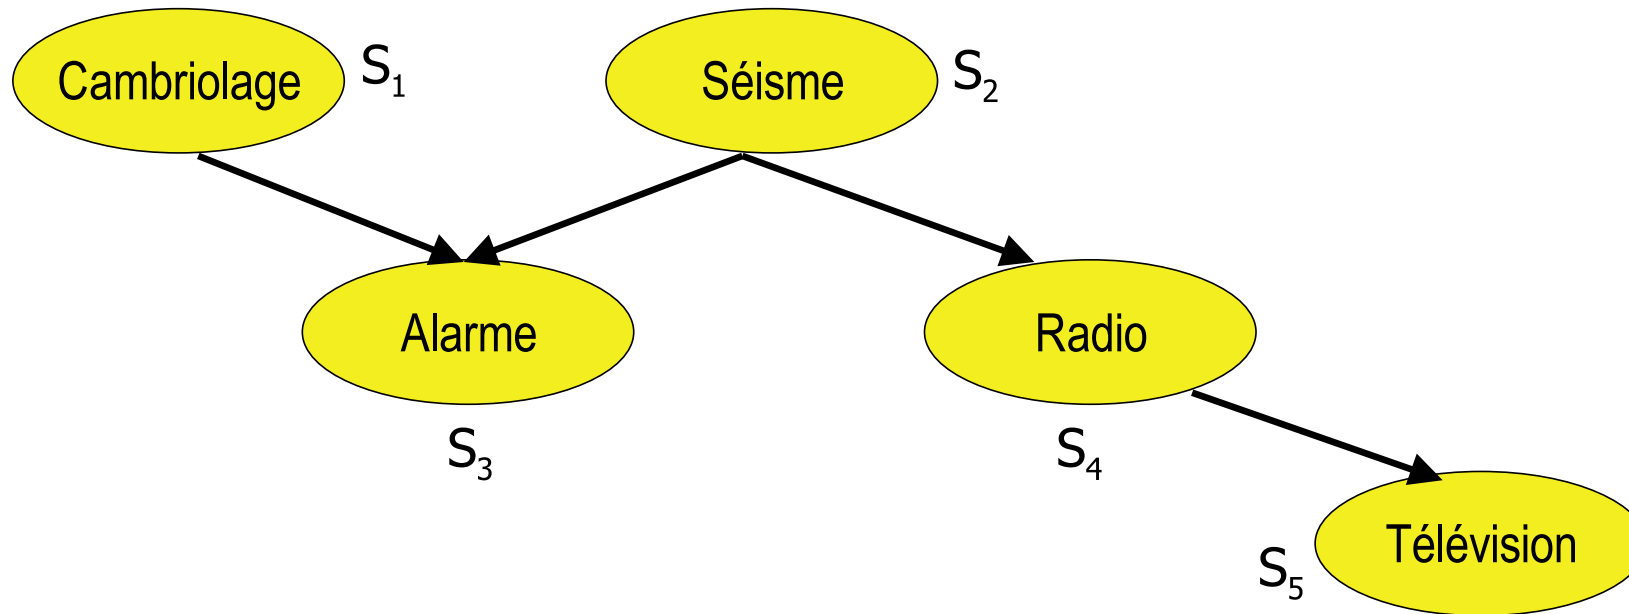 Cambriolage S₁
Séisme S₂
Alarme
S₃
Radio
S₄
Télévision
S₅